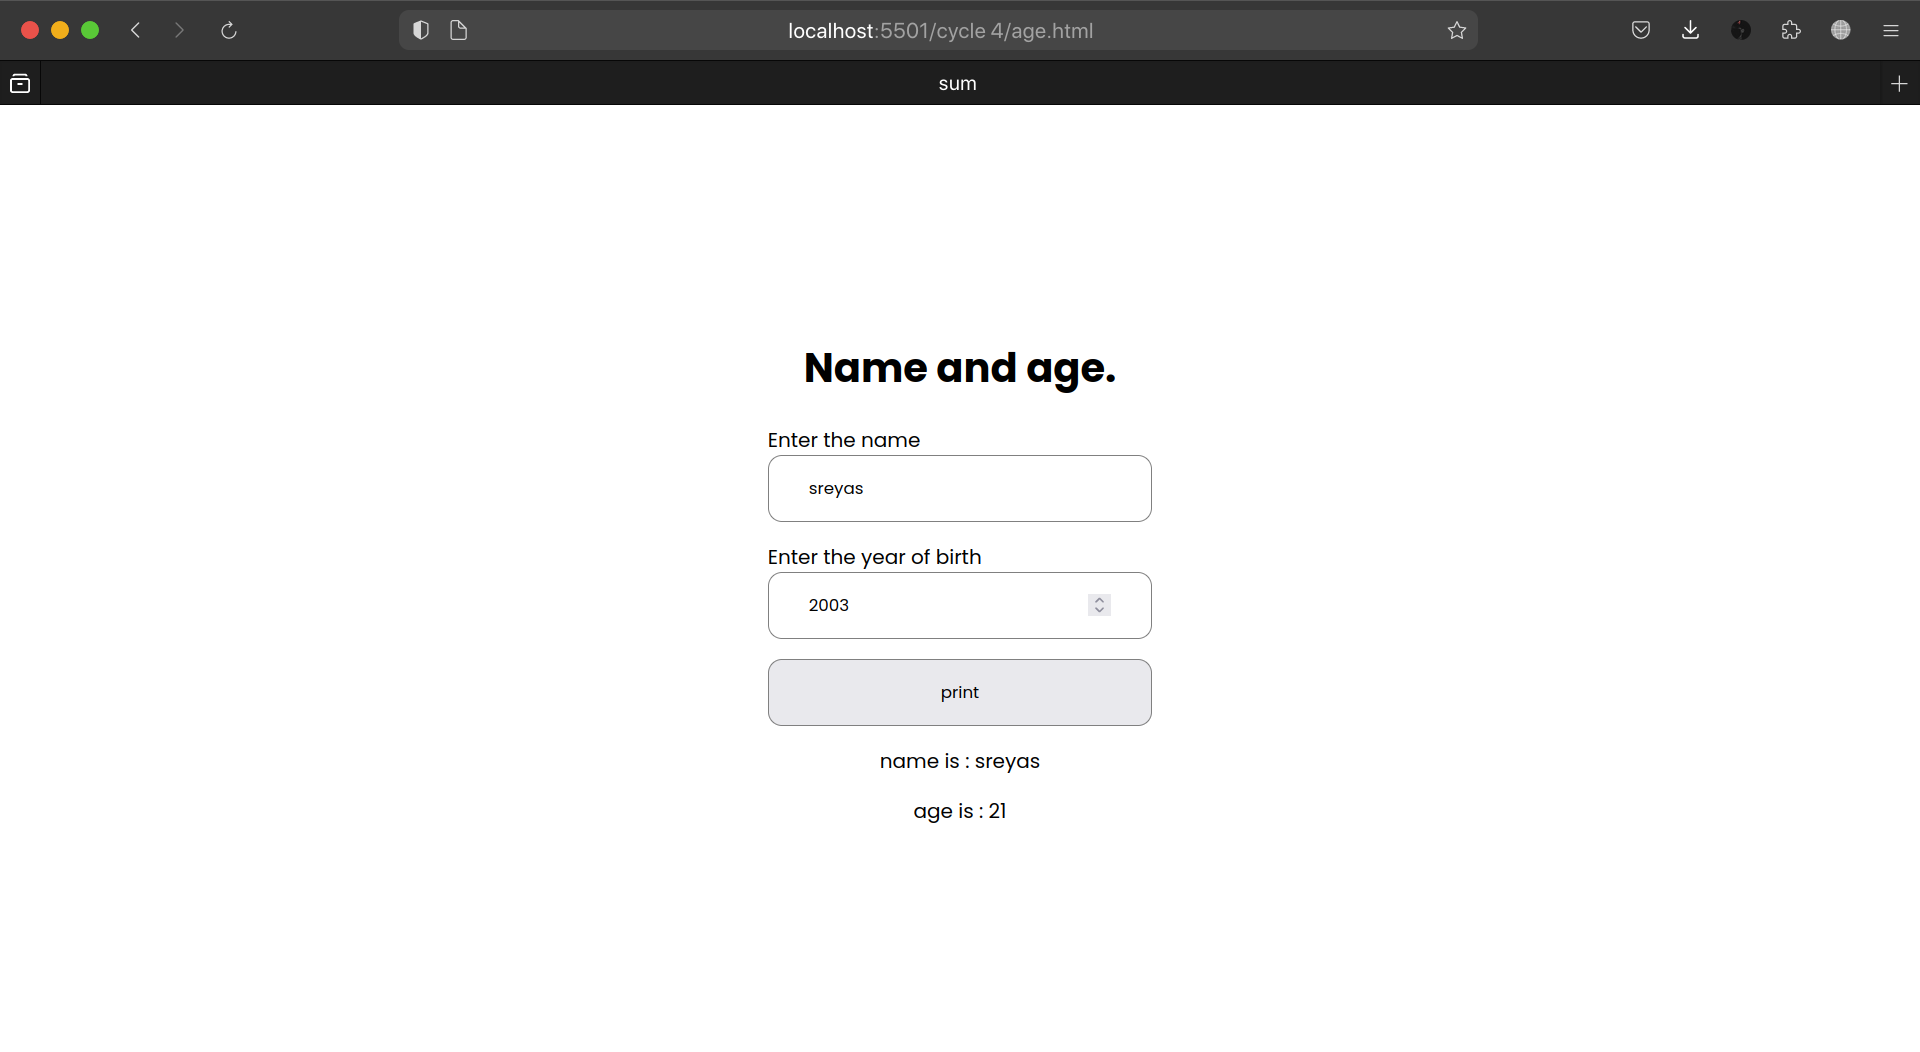 localhost:5501/cycle 4/age.html
sum
Name and age.
Enter the name
sreyas
Enter the year of birth
2003
print
name is : sreyas
age is : 21